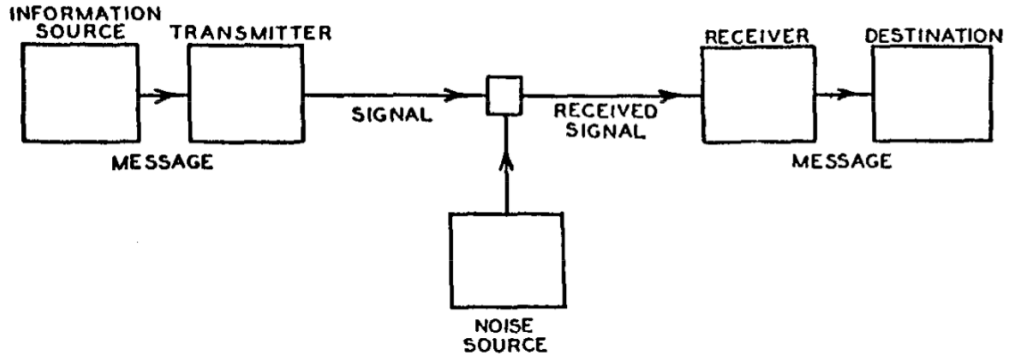 INFORMATION
SOURCE
TRANSMITTER
MESSAGE
SIGNAL
RECEIVED
SIGNAL
RECEIVER
DESTINATION
MESSAGE
NOISE
SOURCE